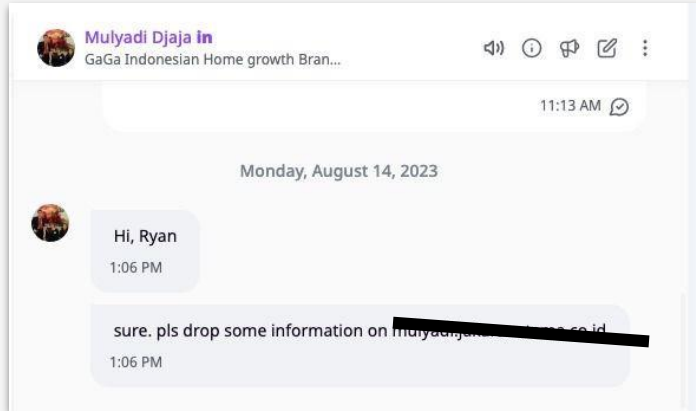 Mulyadi Djaja in
GaGa Indonesian Home growth Bran...
11:13 AM
Monday, August 14, 2023
Hi, Ryan
1:06 PM
sure. pls drop some information on
1:06 PM